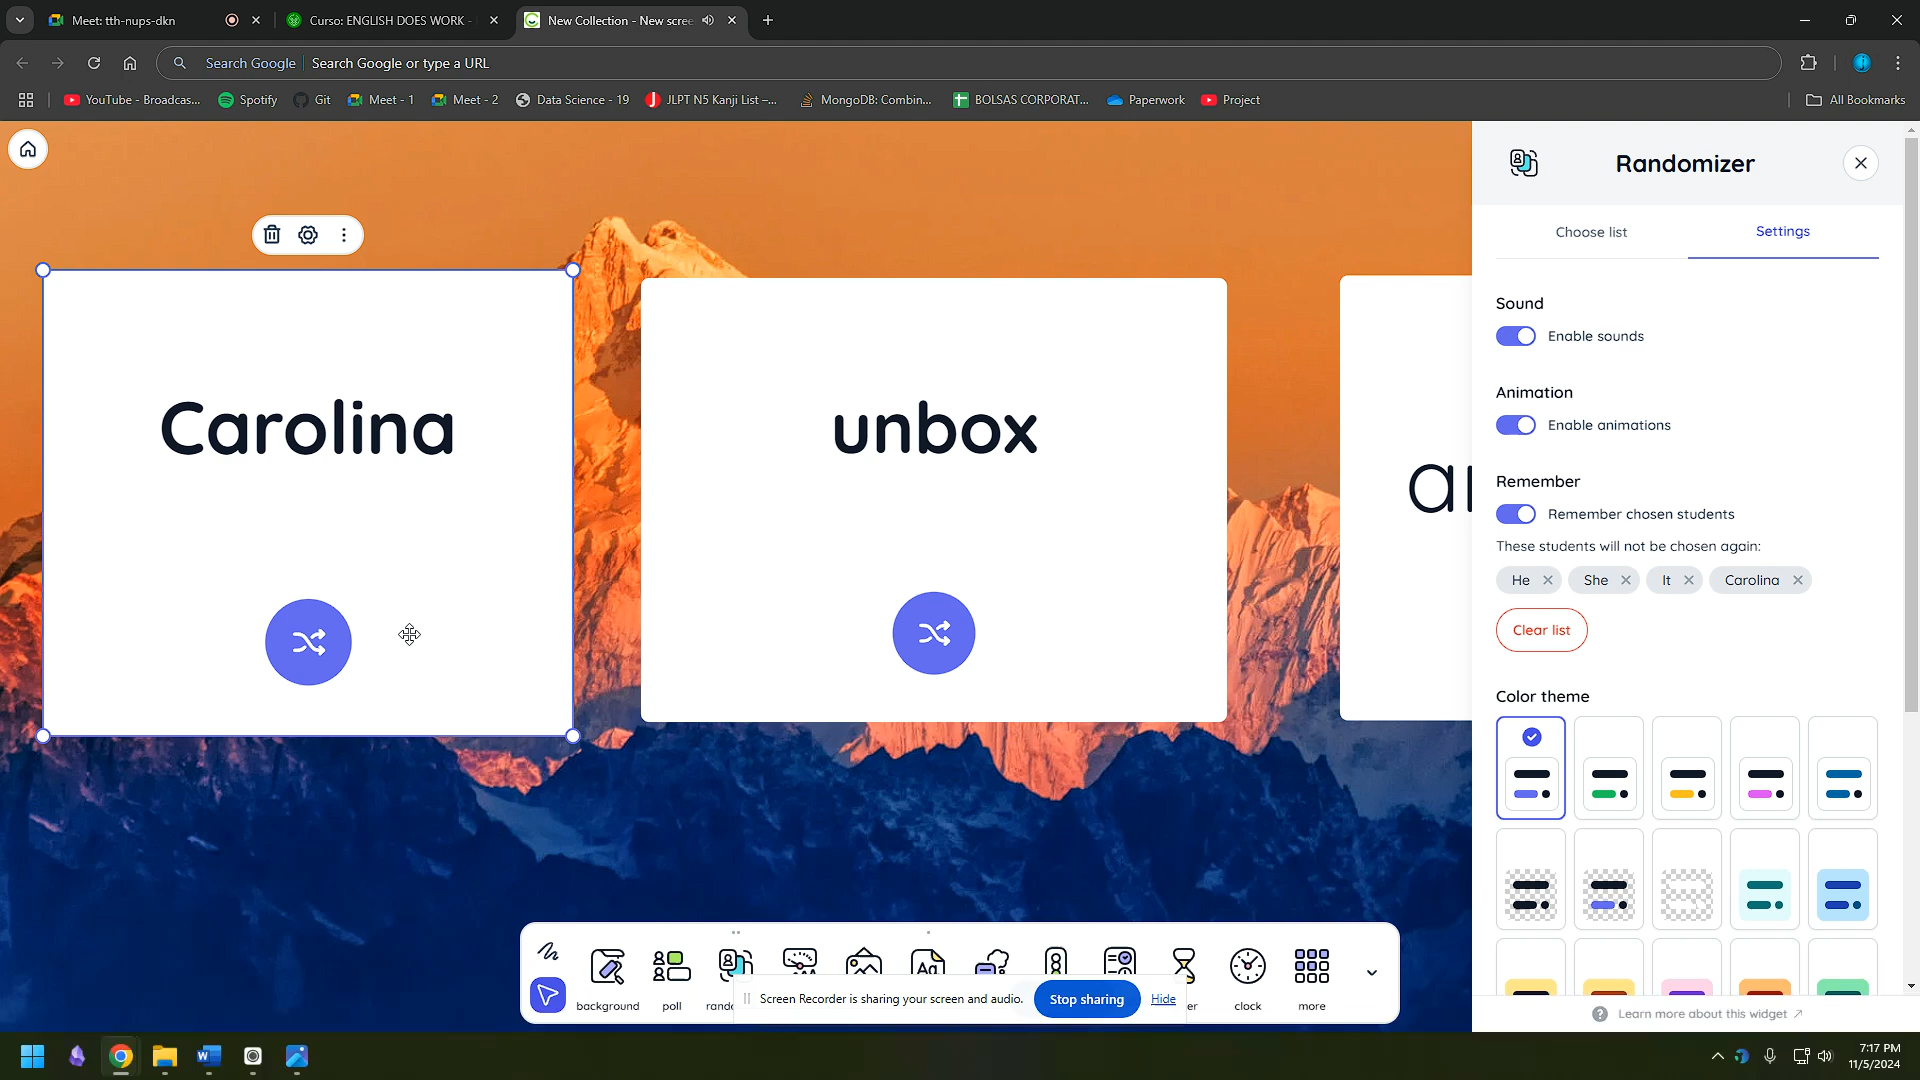 Meet: tth-nups-dkn
Curso: ENGLISH DOES WORK -
New Collection - New scree
Search Google
Search Google or type a URL
YouTube - Broadcas...
Spotify
Git
Meet - 1
Meet - 2
Data Science - 19
JLPT N5 Kanji List –...
MongoDB: Combin...
BOLSAS CORPORAT...
Paperwork
Project
All Bookmarks
Randomizer
Choose list
Settings
Sound
Enable sounds
Animation
Enable animations
Remember
Remember chosen students
These students will not be chosen again:
He
She
It
Carolina
Clear list
Color theme
Learn more about this widget
Carolina
unbox
background
poll
clock
more
Screen Recorder is sharing your screen and audio.
Stop sharing
Hide
7:17 PM
11/5/2024